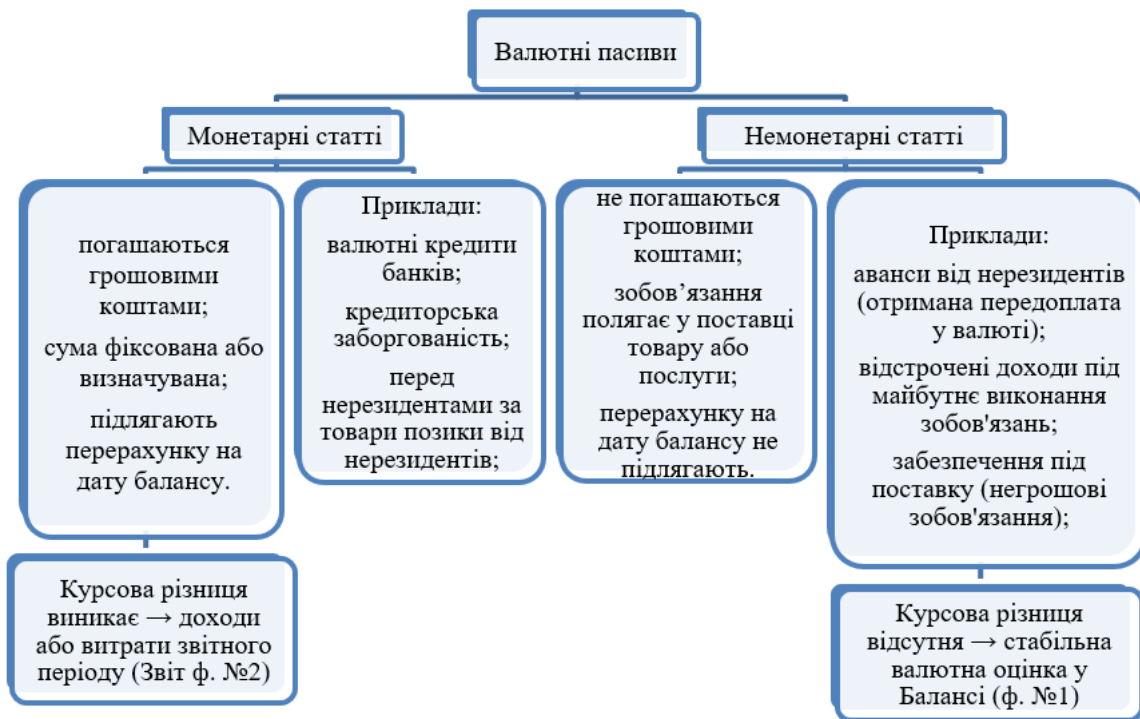 Валютні пасиви
Монетарні статті
Немонетарні статті
погашаються
грошовими
коштами;
сума фіксована або
визначувана;
підлягають
перерахунку на
дату балансу.
Приклади:
валютні кредити
банків;
кредиторська
заборгованість;
перед
нерезидентами за
товари позики від
нерезидентів;
не погашаються
грошовими
коштами;
зобов’язання
полягає у поставці
товару або
послуги;
перерахунку на
дату балансу не
підлягають.
Приклади:
аванси від нерезидентів
(отримана передоплата
у валюті);
відстрочені доходи під
майбутнє виконання
зобов'язань;
забезпечення під
поставку (негрошові
зобов'язання);
Курсова різниця
виникає → доходи
або витрати звітного
періоду (Звіт ф. №2)
Курсова різниця
відсутня → стабільна
валютна оцінка у
Балансі (ф. №1)